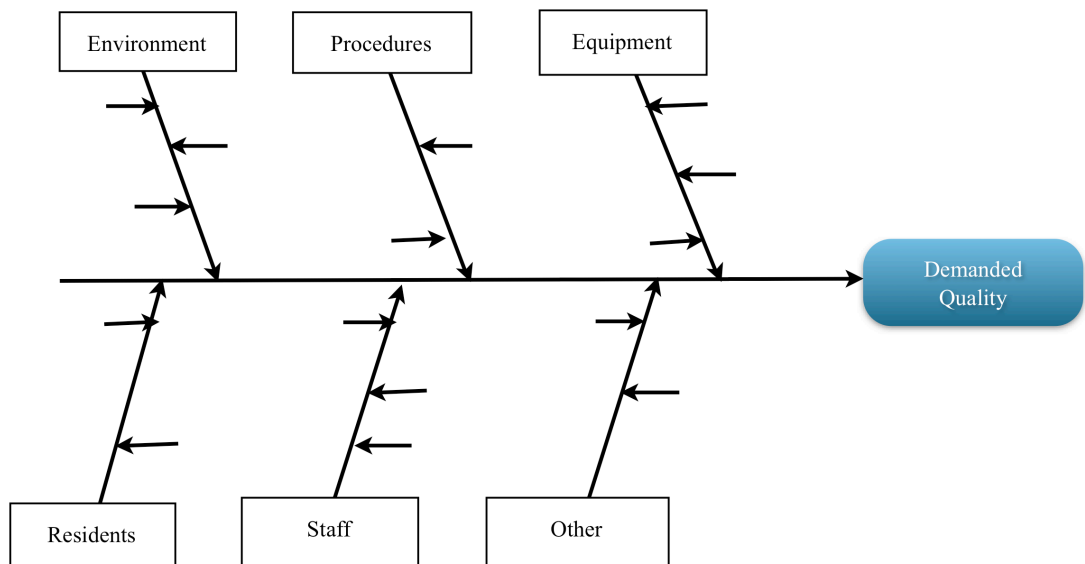 Environment
Procedures
Equipment
Demanded
Quality
Residents
Staff
Other